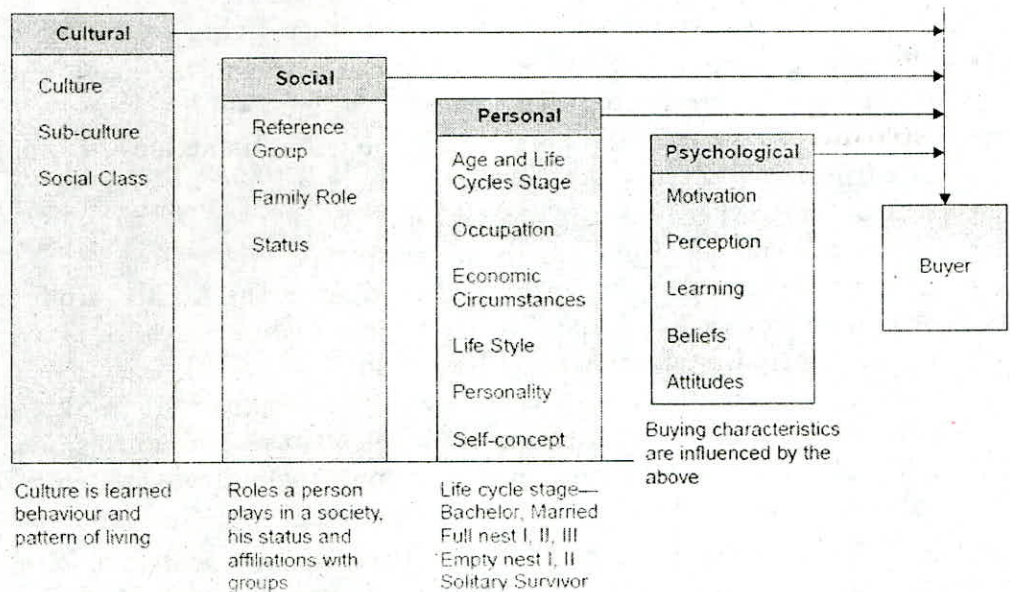 Cultural
Culture
Sub-culture
Social Class
Culture is learned
behaviour and
pattern of living
Social
Reference
Group
Family Role
Status
Roles a person
plays in a society,
his status and
affiliations with
groups
Personal
Age and Life
Cycles Stage
Occupation
Economic
Circumstances
Life Style
Personality
Self-concept
Life cycle stage—
Bachelor, Married
Full nest I, II, III
Empty nest I, II
Solitary Survivor
Psychological
Motivation
Perception
Learning
Beliefs
Attitudes
Buying characteristics
are influenced by the
above
Buyer